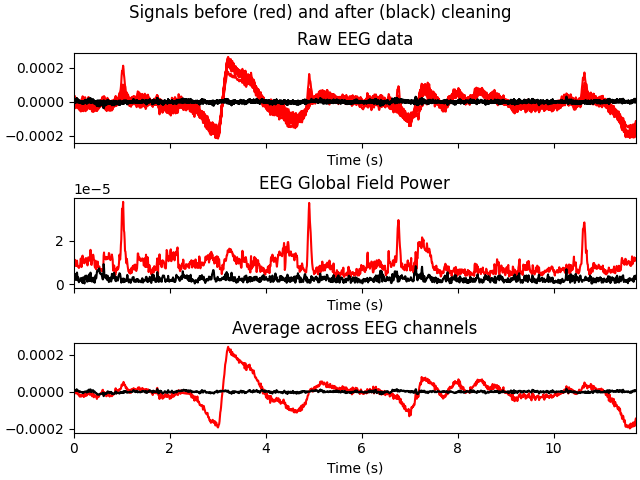 Signals before (red) and after (black) cleaning
Raw EEG data
0.0002
0.0000
−0.0002
Time (s)
EEG Global Field Power
1e−5
2
0
Time (s)
Average across EEG channels
0.0002
0.0000
−0.0002
0 2 4 6 8 10
Time (s)